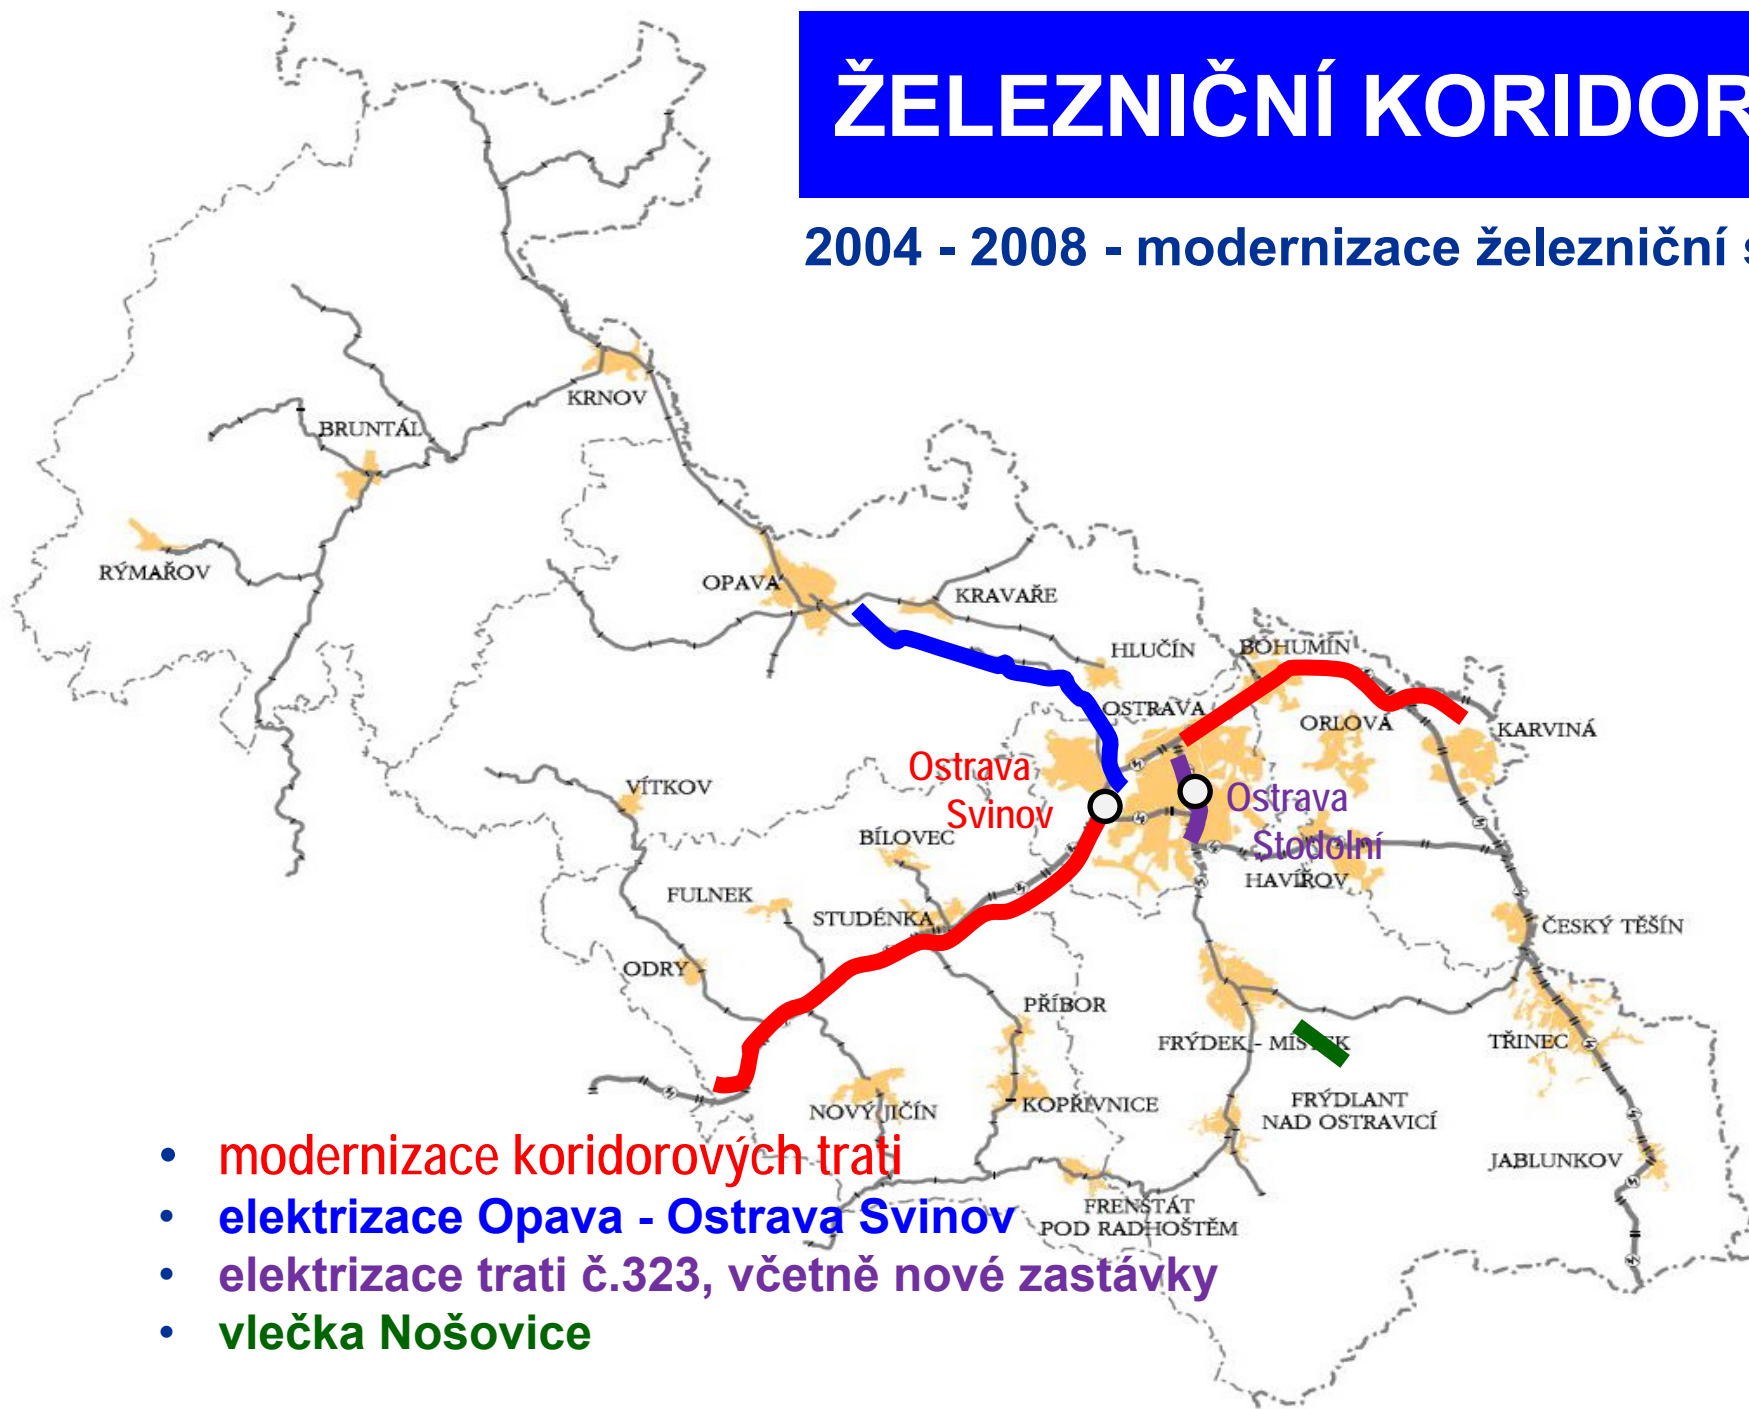 ŽELEZNIČNÍ KORIDOR
2004 - 2008 - modernizace železniční s
KRNOV
BRUNTÁL
RÝMAŘOV
OPAVA
KRAVAŘE
HLUČÍN
BOHUMÍN
OSTRAVA
ORLOVÁ
KARVINÁ
Ostrava
Svinov
Ostrava
Stodolní
VÍTKOV
BÍLOVEC
HAVÍŘOV
FULNEK
STUDÉNKA
ČESKÝ TĚŠÍN
ODRY
PŘÍBOR
FRÝDEK - MÍSTEK
TŘINEC
NOVÝ JIČÍN
KOPŘIVNICE
FRÝDLANT
NAD OSTRAVICÍ
JABLUNKOV
FRENŠTÁT
POD RADHOŠTĚM
• modernizace koridorových trati
• elektrizace Opava - Ostrava Svinov
• elektrizace trati č.323, včetně nové zastávky
• vlečka Nošovice